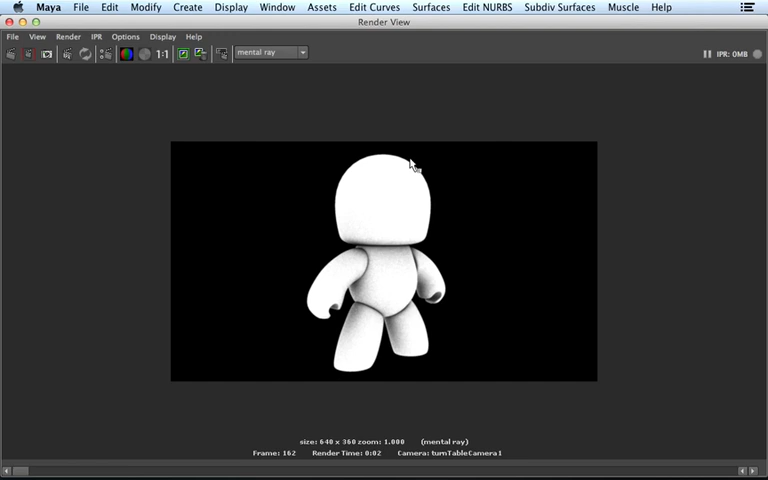 Maya File Edit Modify Create Display Window Assets Edit Curves Surfaces Edit NURBS Subdiv Surfaces Muscle Help
Render View
File View Render IPR Options Display Help
1:1 mental ray IPR: 0MB
size: 640 x 360 zoom: 1.000 (mental ray)
Frame: 162 Render Time: 0:02 Camera: turnTableCamera1